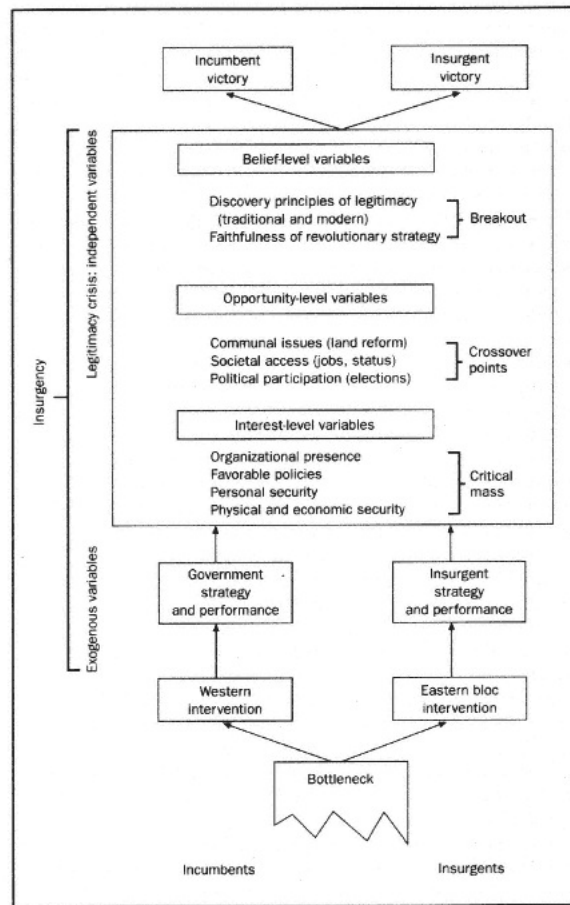 Incumbent
victory
Insurgent
victory
Insurgency
Legitimacy crisis: independent variables
Belief-level variables
Discovery principles of legitimacy
(traditional and modern)
Faithfulness of revolutionary strategy
Breakout
Opportunity-level variables
Communal issues (land reform)
Societal access (jobs, status)
Political participation (elections)
Crossover
points
Interest-level variables
Organizational presence
Favorable policies
Personal security
Physical and economic security
Critical
mass
Exogenous variables
Government
strategy
and performance
Insurgent
strategy
and performance
Western
intervention
Eastern bloc
intervention
Bottleneck
Incumbents
Insurgents